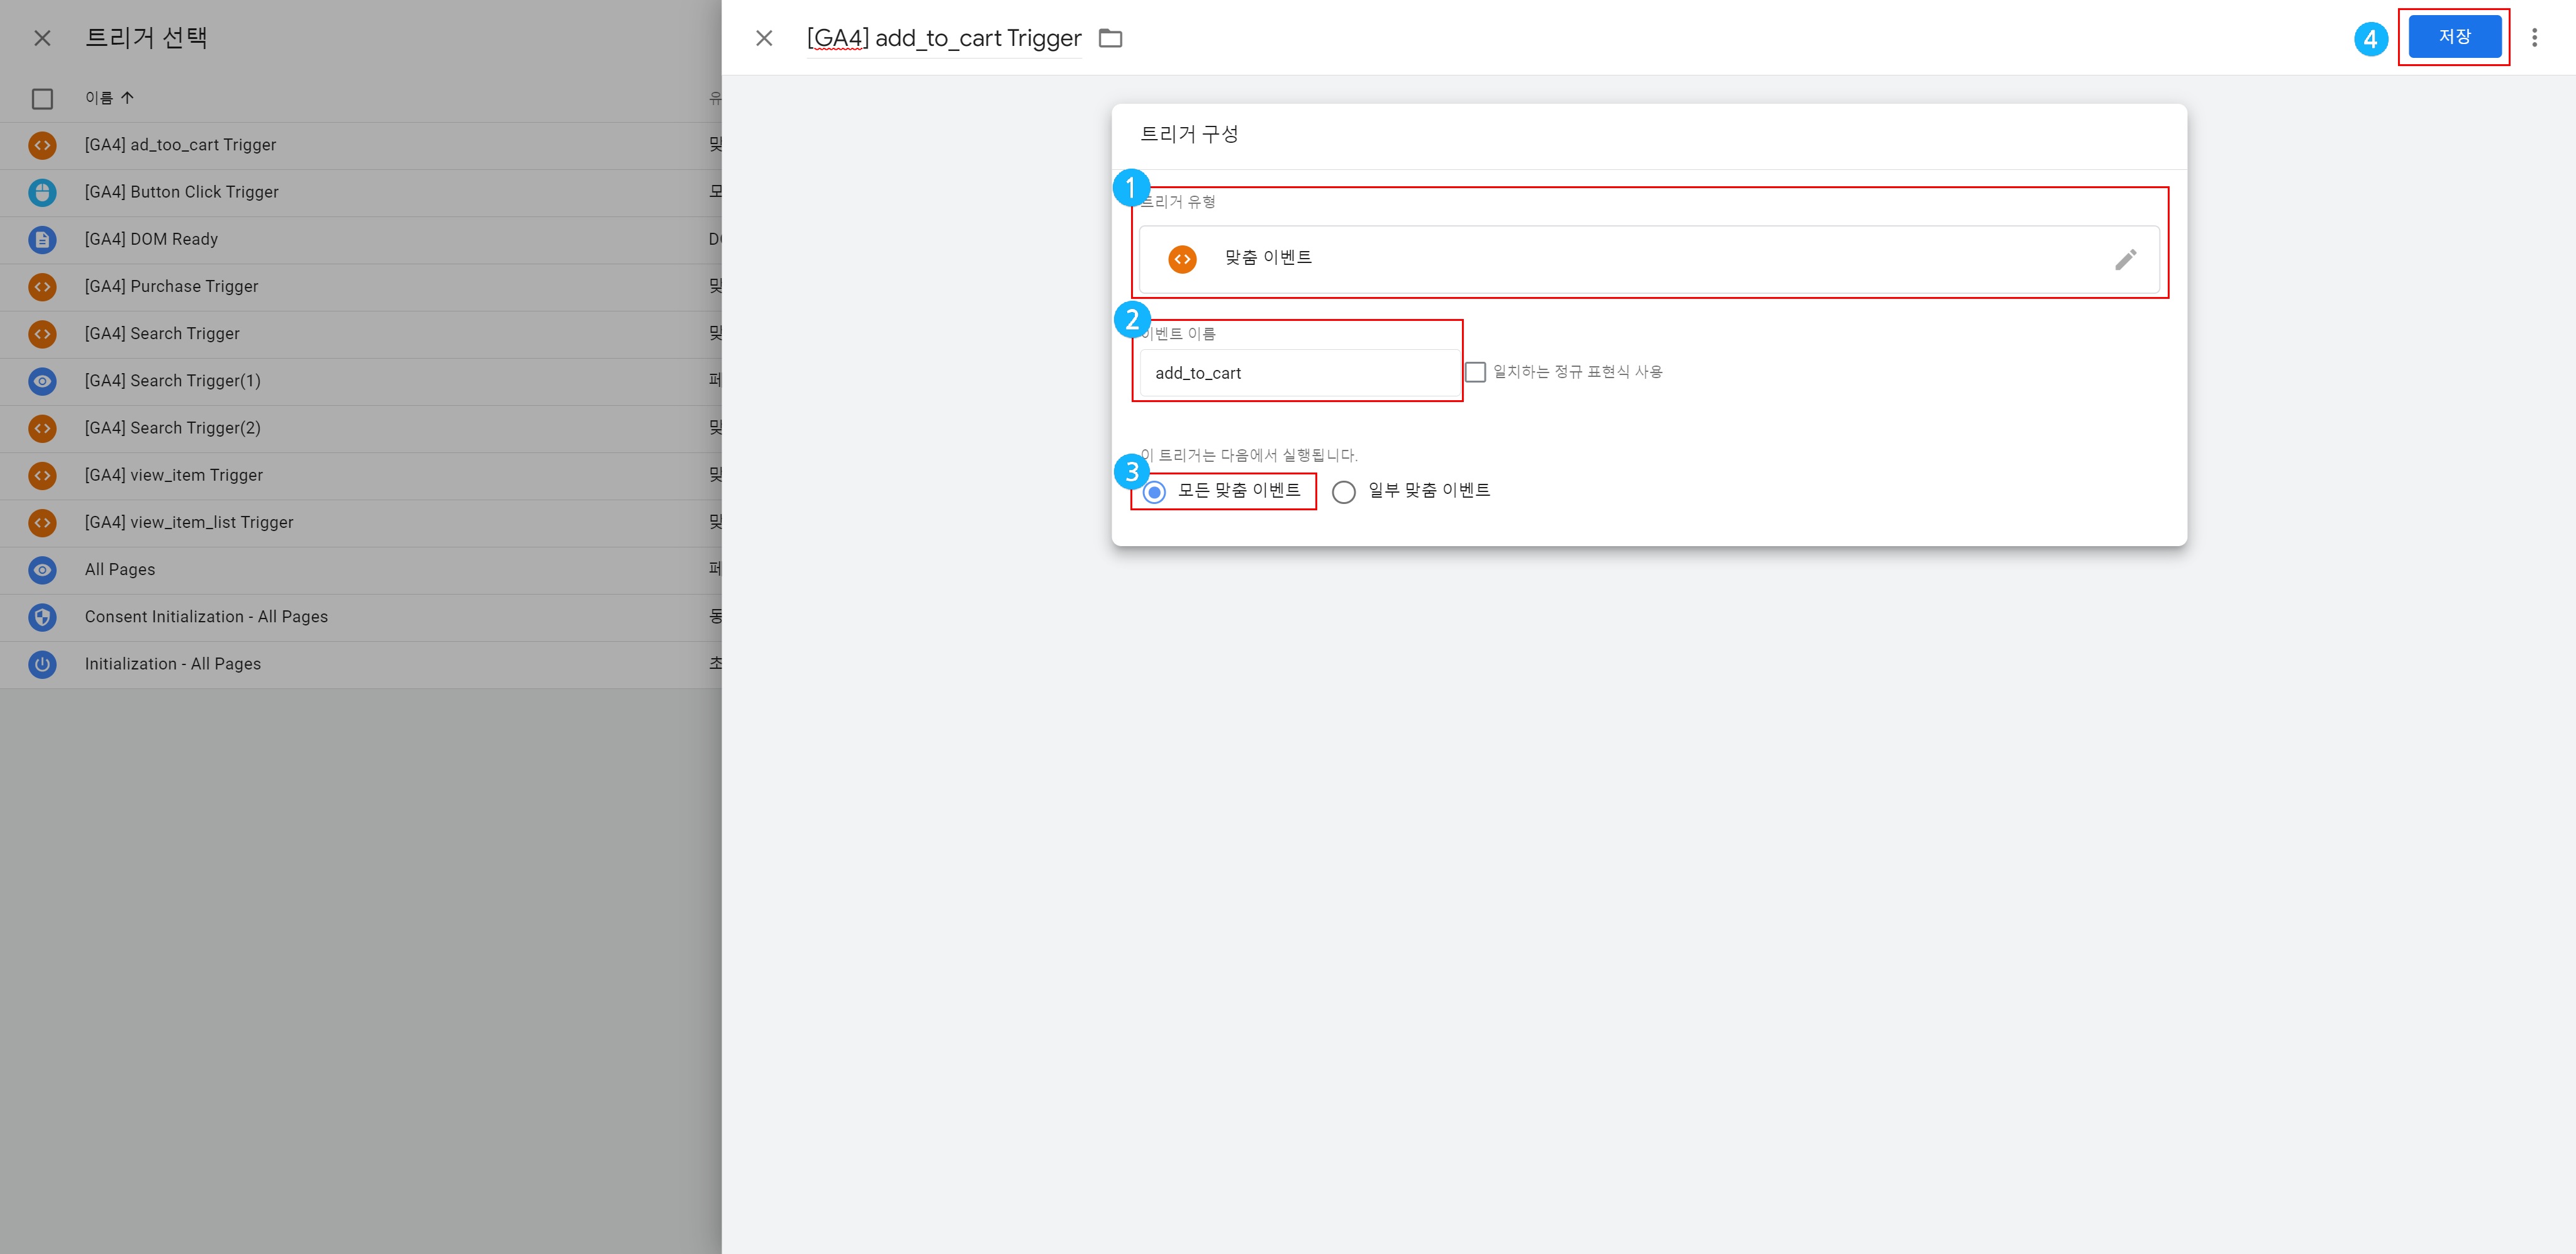 트리거 선택
이름
유
[GA4] ad_too_cart Trigger
맞
[GA4] Button Click Trigger
모
[GA4] DOM Ready
DO
[GA4] Purchase Trigger
맞
[GA4] Search Trigger
맞
[GA4] Search Trigger(1)
페
[GA4] Search Trigger(2)
맞
[GA4] view_item Trigger
맞
[GA4] view_item_list Trigger
맞
All Pages
페
Consent Initialization - All Pages
동
Initialization - All Pages
초
[GA4] add_to_cart Trigger
4
저장
트리거 구성
1
트리거 유형
맞춤 이벤트
2
이벤트 이름
add_to_cart
일치하는 정규 표현식 사용
이 트리거는 다음에서 실행됩니다.
3
모든 맞춤 이벤트
일부 맞춤 이벤트